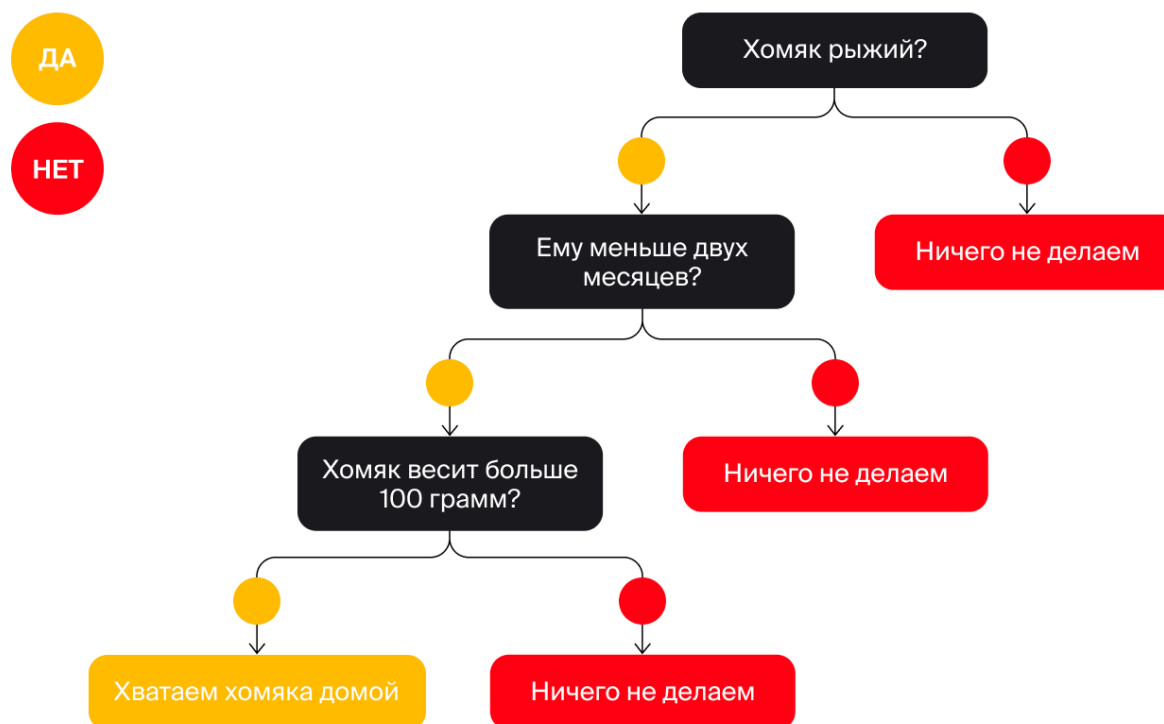 ДА
НЕТ
Хомяк рыжий?
Ему меньше двух
месяцев?
Ничего не делаем
Хомяк весит больше
100 грамм?
Ничего не делаем
Хватаем хомяка домой
Ничего не делаем